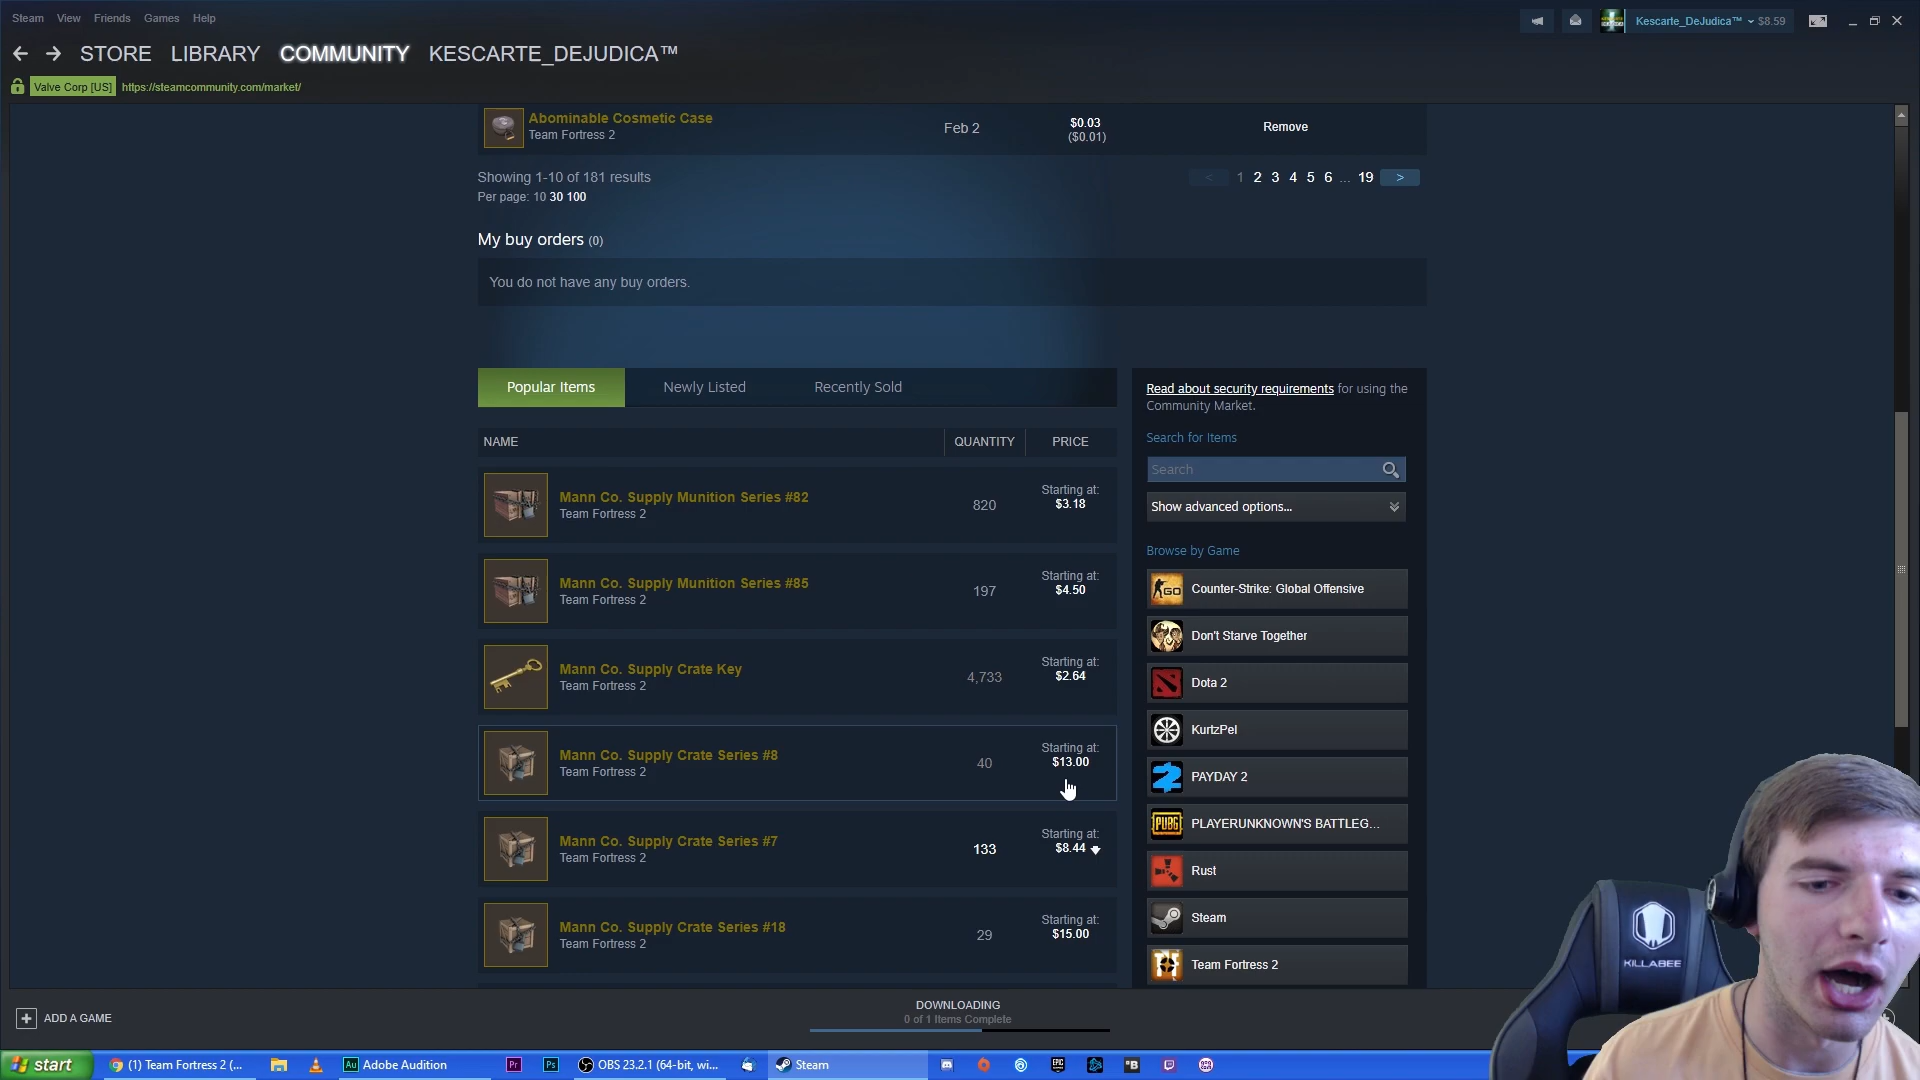 Steam View Friends Games Help
Kescarte_DeJudica™ $8.59
STORE LIBRARY COMMUNITY KESCARTE_DEJUDICA™
Valve Corp [US] https://steamcommunity.com/market/
Abominable Cosmetic Case
Team Fortress 2
Feb 2
$0.03
($0.01)
Remove
Showing 1-10 of 181 results
< 1 2 3 4 5 6 ... 19 >
Per page: 10 30 100
My buy orders (0)
You do not have any buy orders.
Popular Items Newly Listed Recently Sold
NAME QUANTITY PRICE
Mann Co. Supply Munition Series #82
Team Fortress 2
820
Starting at:
$3.18
Mann Co. Supply Munition Series #85
Team Fortress 2
197
Starting at:
$4.50
Mann Co. Supply Crate Key
Team Fortress 2
4,733
Starting at:
$2.64
Mann Co. Supply Crate Series #8
Team Fortress 2
40
Starting at:
$13.00
Mann Co. Supply Crate Series #7
Team Fortress 2
133
Starting at:
$8.44
Mann Co. Supply Crate Series #18
Team Fortress 2
29
Starting at:
$15.00
Read about security requirements for using the
Community Market.
Search for Items
Search
Show advanced options...
Browse by Game
GO Counter-Strike: Global Offensive
Don't Starve Together
Dota 2
KurtzPel
2 PAYDAY 2
PUBG PLAYERUNKNOWN'S BATTLEG...
Rust
Steam
Team Fortress 2
KILLABEE
ADD A GAME
DOWNLOADING
0 of 1 Items Complete
start
(1) Team Fortress 2 (...
Au Adobe Audition
Pr
Ps
OBS 23.2.1 (64-bit, wi...
Steam
EPIC
B